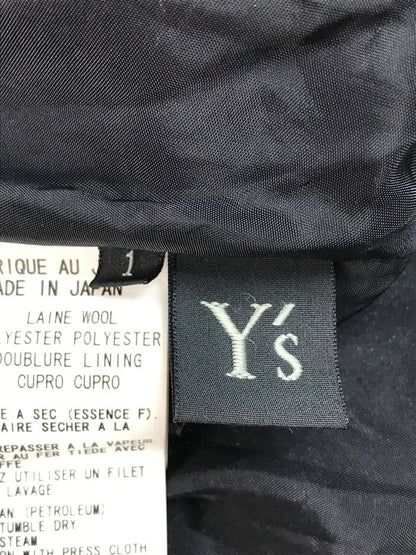 1
RIQUE AU J
ADE IN JAPAN
LAINE WOOL
LYESTER POLYESTER
DOUBLURE LINING
CUPRO CUPRO
E A SEC (ESSENCE F).
AIRE SÉCHER A LA
REPASSER A LA VAPEUR
AU FER TIEDE AVEC
FFE
Z UTILISER UN FILET
LAVAGE
AN (PETROLEUM)
TUMBLE DRY
STEAM
ON WITH PRESS CLOTH
Y's